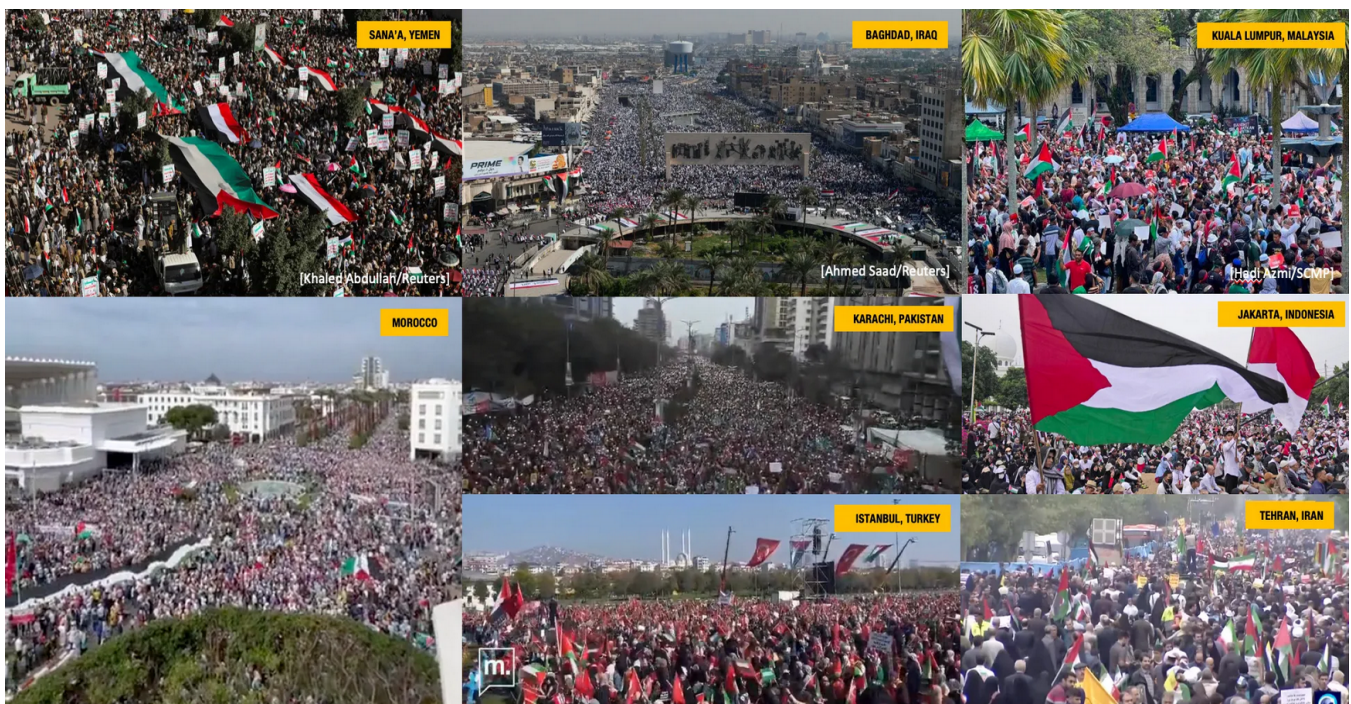 SANA'A, YEMEN
BAGHDAD, IRAQ
KUALA LUMPUR, MALAYSIA
PRIME
[Khaled Abdullah/Reuters]
[Ahmed Saad/Reuters]
[Hadi Azmi/SCMP]
MOROCCO
KARACHI, PAKISTAN
JAKARTA, INDONESIA
ISTANBUL, TURKEY
TEHRAN, IRAN
m.